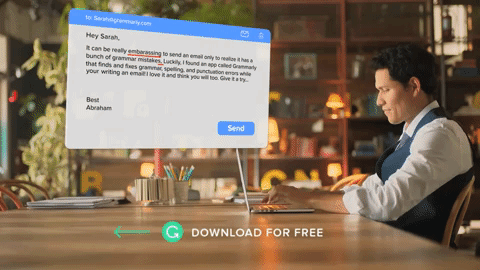 to: Sarah@grammarly.com
Hey Sarah,
It can be really embarassing to send an email only to realize it has a
bunch of grammar mistakes, Luckily, I found an app called Grammarly
that finds and fixes grammar, spelling, and punctuation errors while
your writing an email! I love it and think you will too. Give it a try...
Best
Abraham
Send
DOWNLOAD FOR FREE